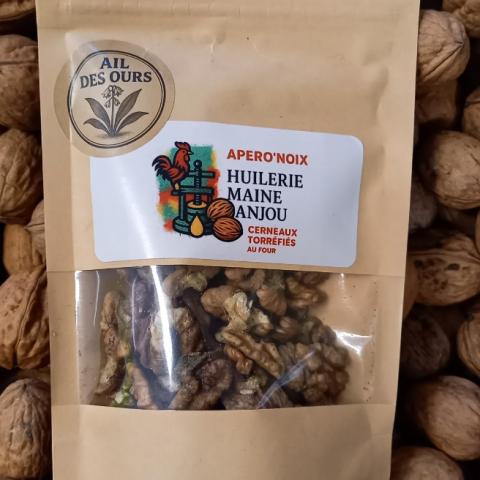 AIL
DES OURS
APERO'NOIX
HUILERIE
MAINE
ANJOU
CERNEAUX
TORRÉFIÉS
AU FOUR